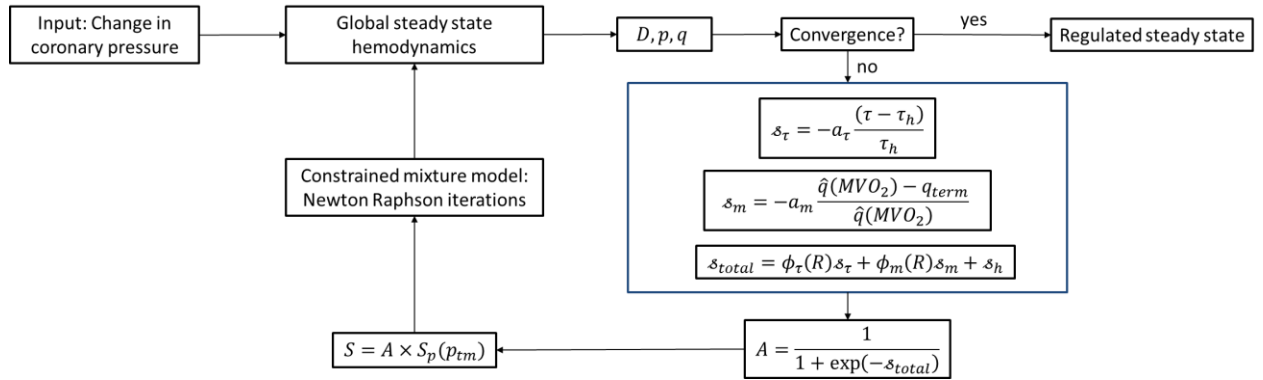 Input: Change in
coronary pressure
Global steady state
hemodynamics
D, p, q
Convergence?
yes
Regulated steady state
no
𝓈_τ = −a_τ (τ − τ_h) / τ_h
Constrained mixture model:
Newton Raphson iterations
𝓈_m = −a_m (q̂(MVO₂) − q_term) / q̂(MVO₂)
𝓈_total = ϕ_τ(R)𝓈_τ + ϕ_m(R)𝓈_m + 𝓈_h
S = A × S_p(p_tm)
A = 1 / (1 + exp(−𝓈_total))